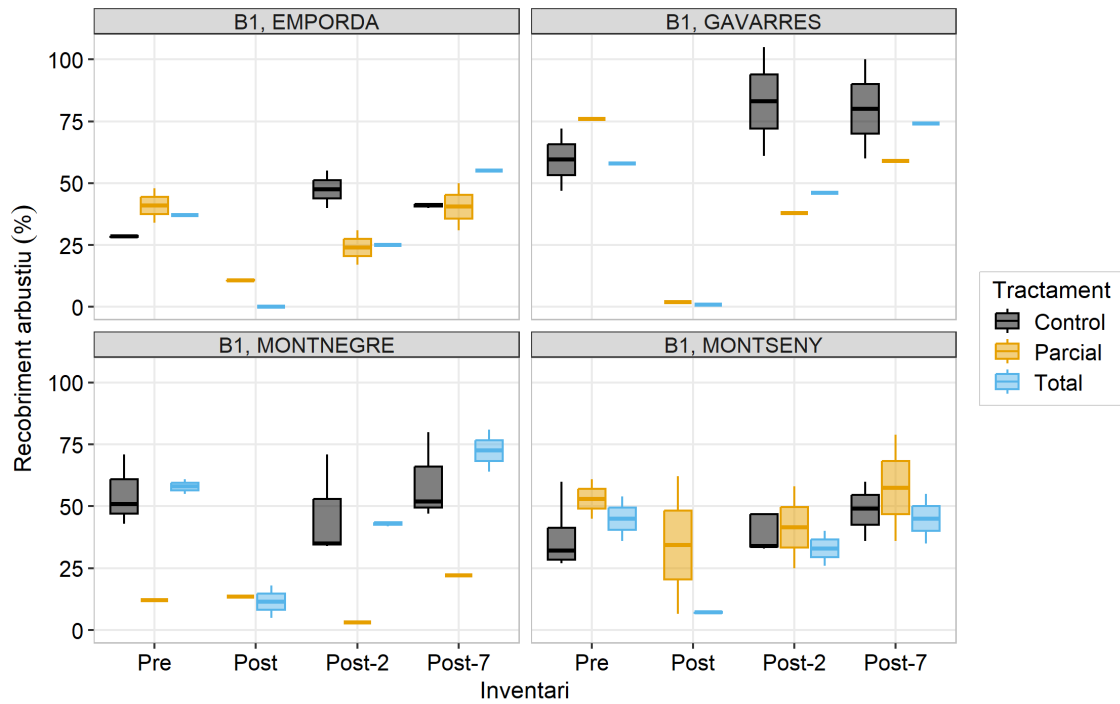 B1, EMPORDA
B1, GAVARRES
100
75
50
25
0
B1, MONTNEGRE
B1, MONTSENY
100
75
50
25
0
Pre Post Post-2 Post-7
Pre Post Post-2 Post-7
Inventari
Recobriment arbustiu (%)
Tractament
Control
Parcial
Total